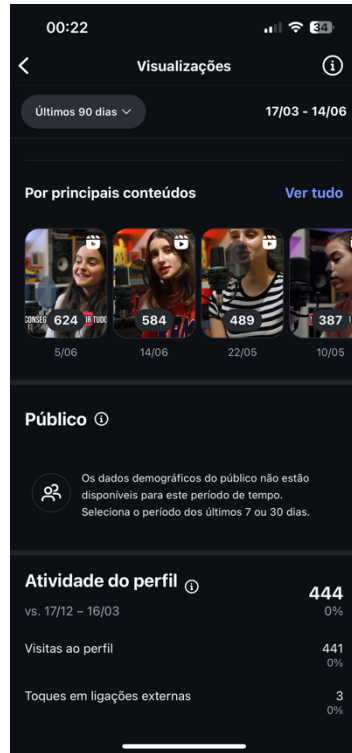 00:22
34
Visualizações
Últimos 90 dias
17/03 - 14/06
Por principais conteúdos
Ver tudo
624
584
489
387
5/06
14/06
22/05
10/05
Público
Os dados demográficos do público não estão
disponíveis para este período de tempo.
Seleciona o período dos últimos 7 ou 30 dias.
Atividade do perfil
444
vs. 17/12 – 16/03
0%
Visitas ao perfil
441
0%
Toques em ligações externas
3
0%